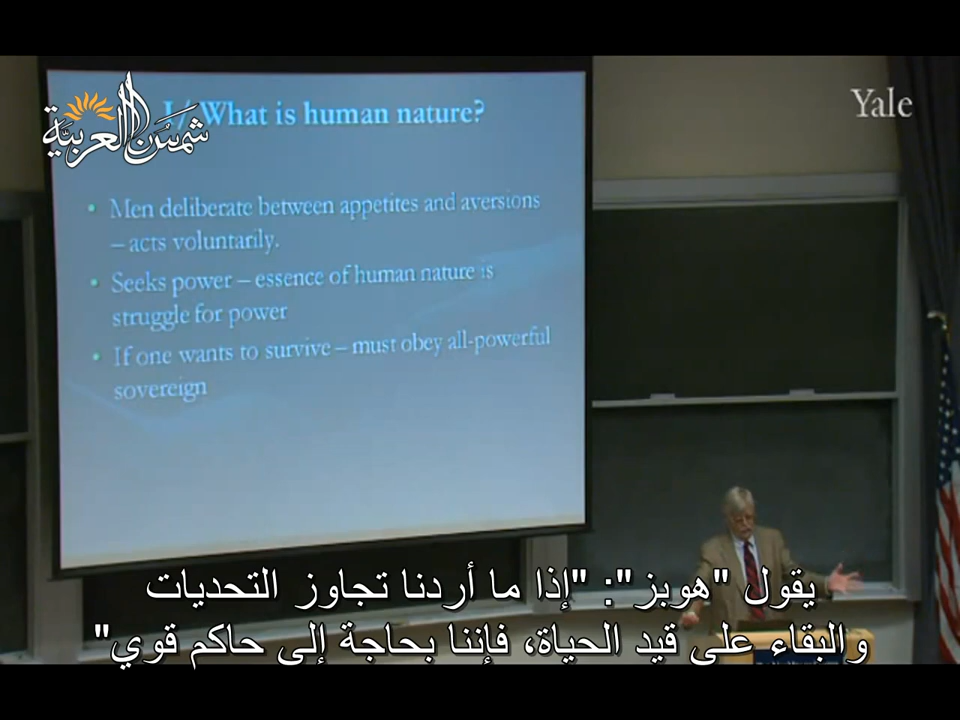 شمس العربية
Yale
1/ What is human nature?
• Men deliberate between appetites and aversions
– acts voluntarily.
• Seeks power – essence of human nature is
struggle for power
• If one wants to survive – must obey all-powerful
sovereign
يقول "هوبز": "إذا ما أردنا تجاوز التحديات
والبقاء على قيد الحياة، فإننا بحاجة إلى حاكم قوي"